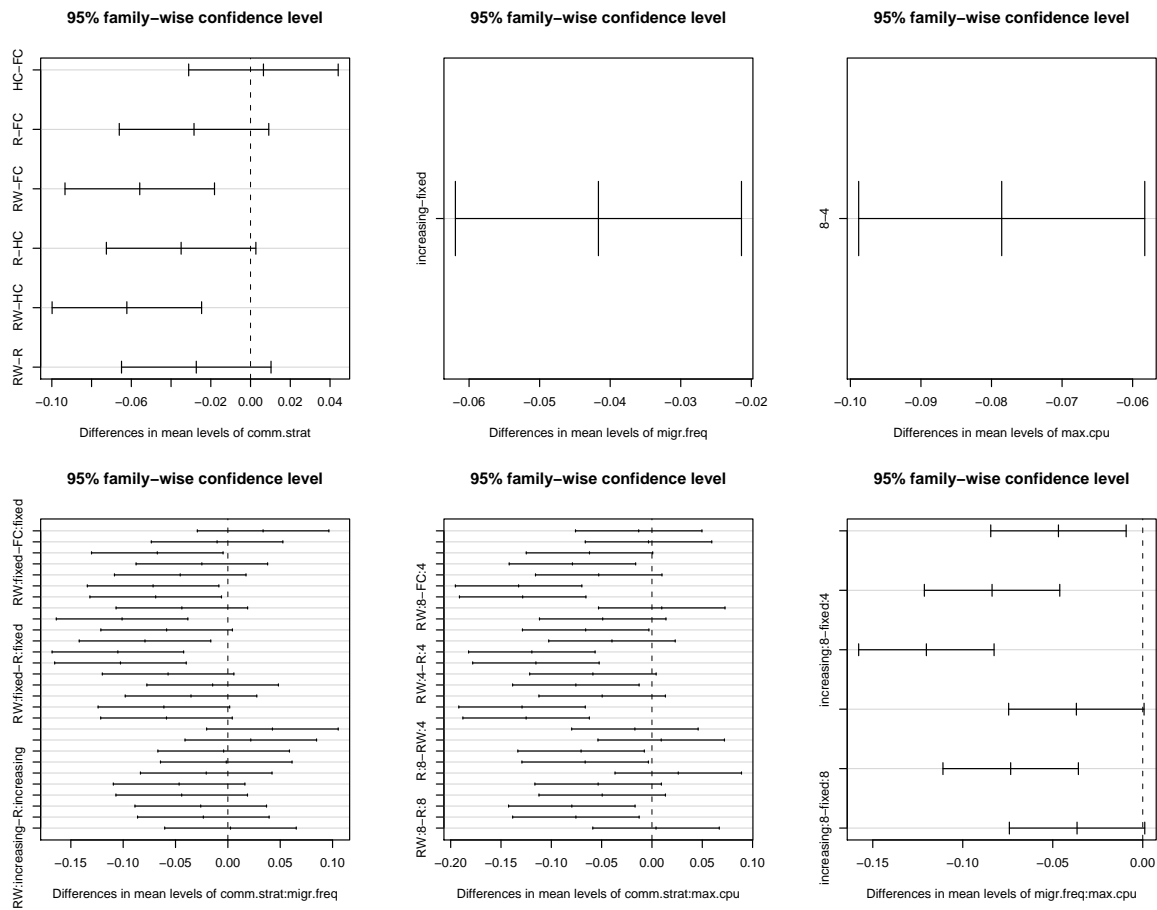 95% family−wise confidence level
HC−FC
R−FC
RW−FC
R−HC
RW−HC
RW−R
−0.10 −0.06 −0.02 0.00 0.02 0.04
Differences in mean levels of comm.strat
95% family−wise confidence level
increasing−fixed
−0.06 −0.05 −0.04 −0.03 −0.02
Differences in mean levels of migr.freq
95% family−wise confidence level
8−4
−0.10 −0.09 −0.08 −0.07 −0.06
Differences in mean levels of max.cpu
95% family−wise confidence level
RW:fixed−FC:fixed
RW:fixed−R:fixed
RW:increasing−R:increasing
−0.15 −0.10 −0.05 0.00 0.05 0.10
Differences in mean levels of comm.strat:migr.freq
95% family−wise confidence level
RW:8−FC:4
RW:4−R:4
R:8−RW:4
RW:8−R:8
−0.20 −0.15 −0.10 −0.05 0.00 0.05 0.10
Differences in mean levels of comm.strat:max.cpu
95% family−wise confidence level
increasing:8−fixed:4
increasing:8−fixed:8
−0.15 −0.10 −0.05 0.00
Differences in mean levels of migr.freq:max.cpu